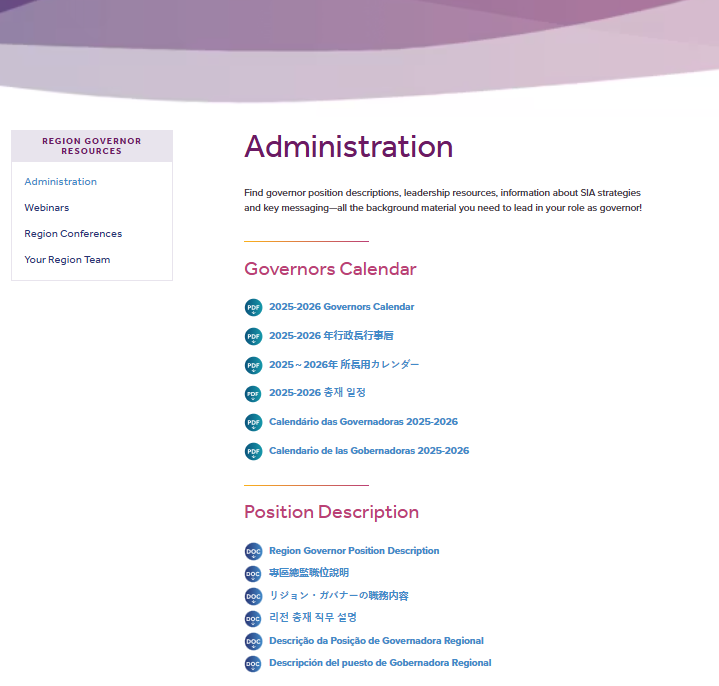 REGION GOVERNOR
RESOURCES
Administration
Webinars
Region Conferences
Your Region Team
Administration
Find governor position descriptions, leadership resources, information about SIA strategies
and key messaging—all the background material you need to lead in your role as governor!
Governors Calendar
PDF 2025-2026 Governors Calendar
PDF 2025-2026 年行政長行事曆
PDF 2025～2026年 所長用カレンダー
PDF 2025-2026 총재 일정
PDF Calendário das Governadoras 2025-2026
PDF Calendario de las Gobernadoras 2025-2026
Position Description
DOC Region Governor Position Description
DOC 專區總監職位說明
DOC リジョン・ガバナーの職務内容
DOC 리전 총재 직무 설명
DOC Descrição da Posição de Governadora Regional
DOC Descripción del puesto de Gobernadora Regional